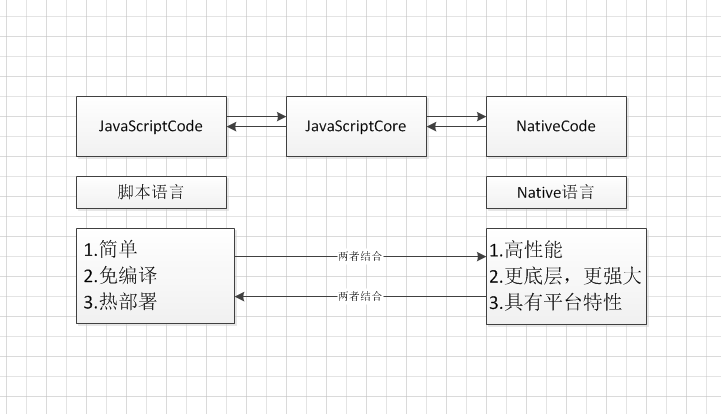 JavaScriptCode
JavaScriptCore
NativeCode
脚本语言
Native语言
1.简单
2.免编译
3.热部署
两者结合
两者结合
1.高性能
2.更底层，更强大
3.具有平台特性